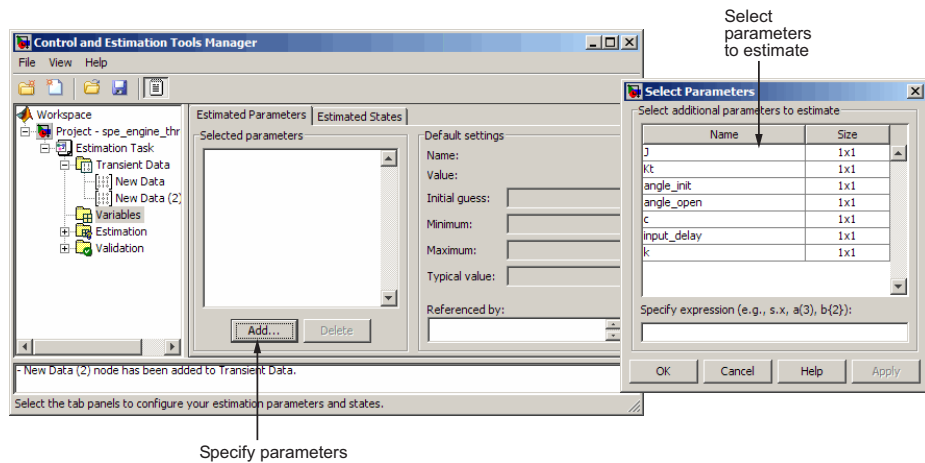 Select
parameters
to estimate
Control and Estimation Tools Manager
File View Help
Workspace
Project - spe_engine_thr
Estimation Task
Transient Data
New Data
New Data (2)
Variables
Estimation
Validation
Estimated Parameters Estimated States
Selected parameters
Add... Delete
Default settings
Name:
Value:
Initial guess:
Minimum:
Maximum:
Typical value:
Referenced by:
- New Data (2) node has been added to Transient Data.
Select the tab panels to configure your estimation parameters and states.
Select Parameters
Select additional parameters to estimate
Name Size
J 1x1
Kt 1x1
angle_init 1x1
angle_open 1x1
c 1x1
input_delay 1x1
k 1x1
Specify expression (e.g., s.x, a(3), b{2}):
OK Cancel Help Apply
Specify parameters